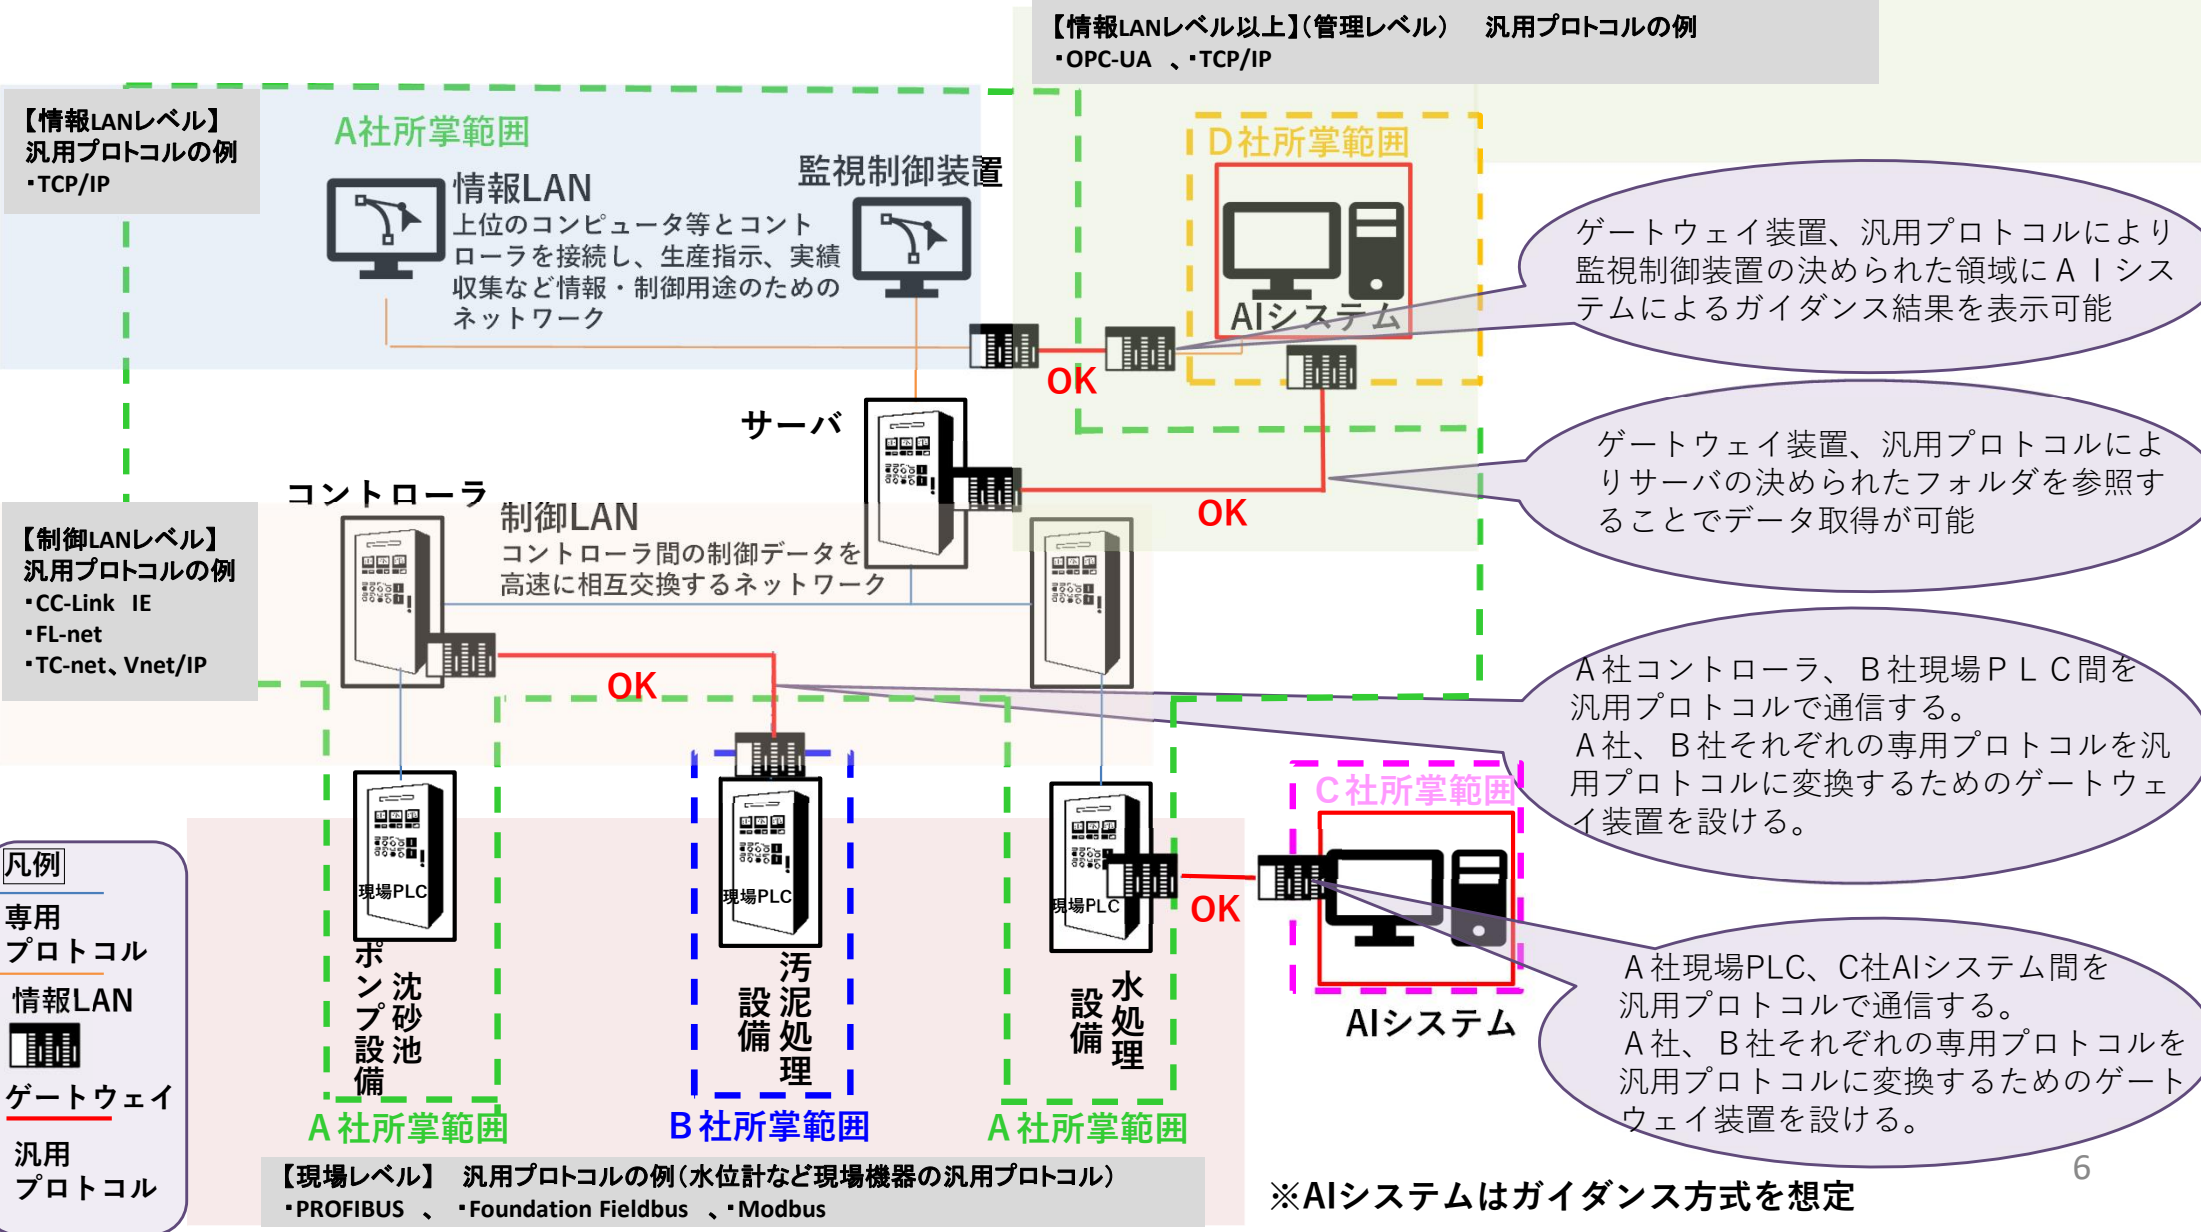 【情報LANレベル以上】(管理レベル)　汎用プロトコルの例
・OPC-UA 、・TCP/IP
【情報LANレベル】
汎用プロトコルの例
・TCP/IP
A社所掌範囲
情報LAN
上位のコンピュータ等とコント
ローラを接続し、生産指示、実績
収集など情報・制御用途のための
ネットワーク
監視制御装置
D社所掌範囲
AIシステム
OK
ゲートウェイ装置、汎用プロトコルにより
監視制御装置の決められた領域にＡＩシス
テムによるガイダンス結果を表示可能
サーバ
OK
ゲートウェイ装置、汎用プロトコルによ
りサーバの決められたフォルダを参照す
ることでデータ取得が可能
コントローラ
制御LAN
コントローラ間の制御データを
高速に相互交換するネットワーク
【制御LANレベル】
汎用プロトコルの例
・CC-Link IE
・FL-net
・TC-net、Vnet/IP
OK
Ａ社コントローラ、Ｂ社現場ＰＬＣ間を
汎用プロトコルで通信する。
Ａ社、Ｂ社それぞれの専用プロトコルを汎
用プロトコルに変換するためのゲートウェ
イ装置を設ける。
現場PLC
沈砂池
ポンプ設備
A社所掌範囲
現場PLC
汚泥処理
設備
B社所掌範囲
現場PLC
水処理
設備
A社所掌範囲
OK
C社所掌範囲
AIシステム
Ａ社現場PLC、C社AIシステム間を
汎用プロトコルで通信する。
Ａ社、Ｂ社それぞれの専用プロトコルを
汎用プロトコルに変換するためのゲート
ウェイ装置を設ける。
凡例
専用
プロトコル
情報LAN
ゲートウェイ
汎用
プロトコル
【現場レベル】　汎用プロトコルの例(水位計など現場機器の汎用プロトコル)
・PROFIBUS 、・Foundation Fieldbus 、・Modbus
※AIシステムはガイダンス方式を想定
6